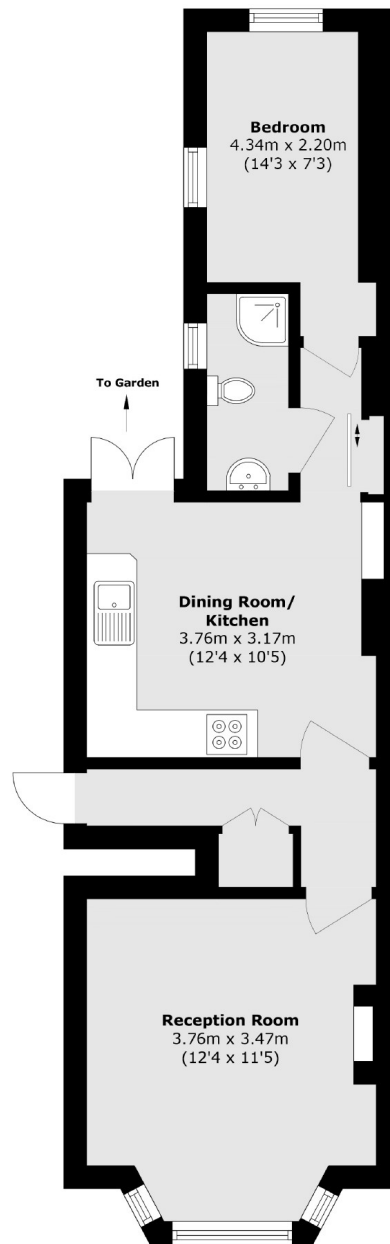 Bedroom
4.34m x 2.20m
(14'3 x 7'3)
To Garden
Dining Room/
Kitchen
3.76m x 3.17m
(12'4 x 10'5)
Reception Room
3.76m x 3.47m
(12'4 x 11'5)